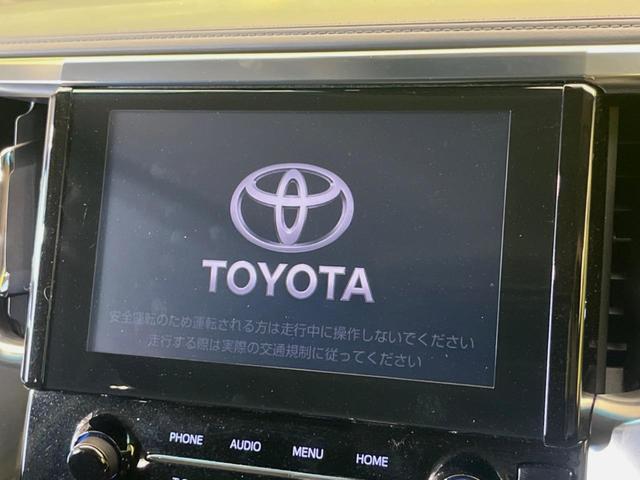 TOYOTA
安全運転のため運転される方は走行中に操作しないでください
走行する際は実際の交通規制に従ってください
PHONE AUDIO MENU HOME